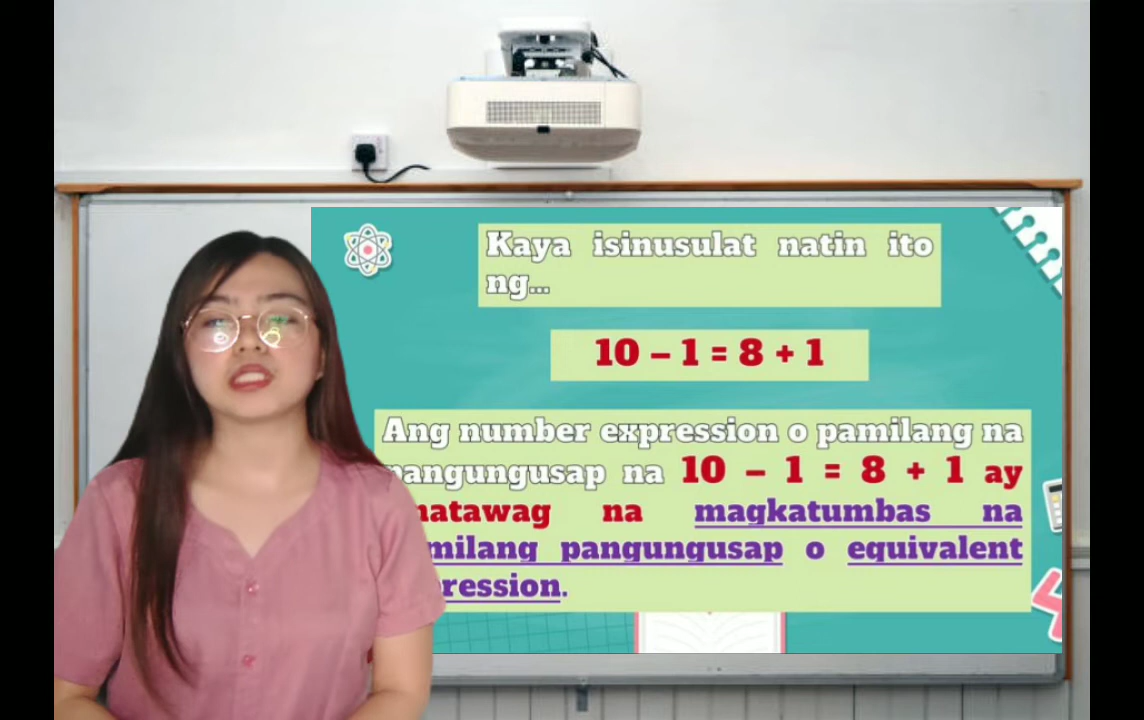 Kaya isinusulat natin ito
ng...
10 – 1 = 8 + 1
Ang number expression o pamilang na
pangungusap na 10 – 1 = 8 + 1 ay
na magkatumbas na
pangungusap o equivalent